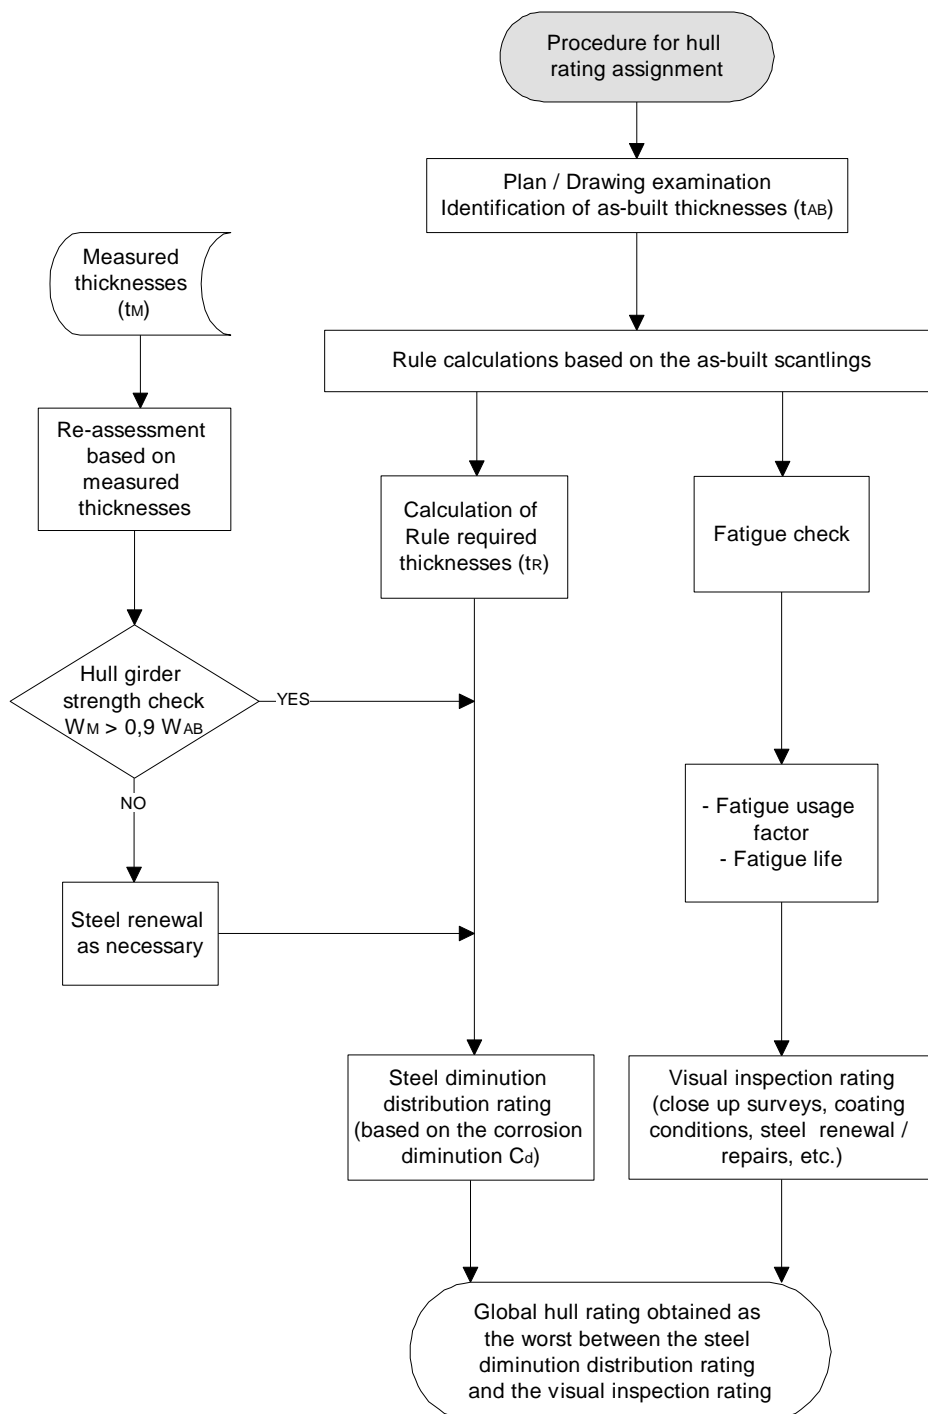 Procedure for hull
rating assignment
Plan / Drawing examination
Identification of as-built thicknesses (tAB)
Measured
thicknesses
(tM)
Rule calculations based on the as-built scantlings
Re-assessment
based on
measured
thicknesses
Calculation of
Rule required
thicknesses (tR)
Fatigue check
Hull girder
strength check
WM > 0,9 WAB
YES
NO
- Fatigue usage
factor
- Fatigue life
Steel renewal
as necessary
Steel diminution
distribution rating
(based on the corrosion
diminution Cd)
Visual inspection rating
(close up surveys, coating
conditions, steel renewal /
repairs, etc.)
Global hull rating obtained as
the worst between the steel
diminution distribution rating
and the visual inspection rating